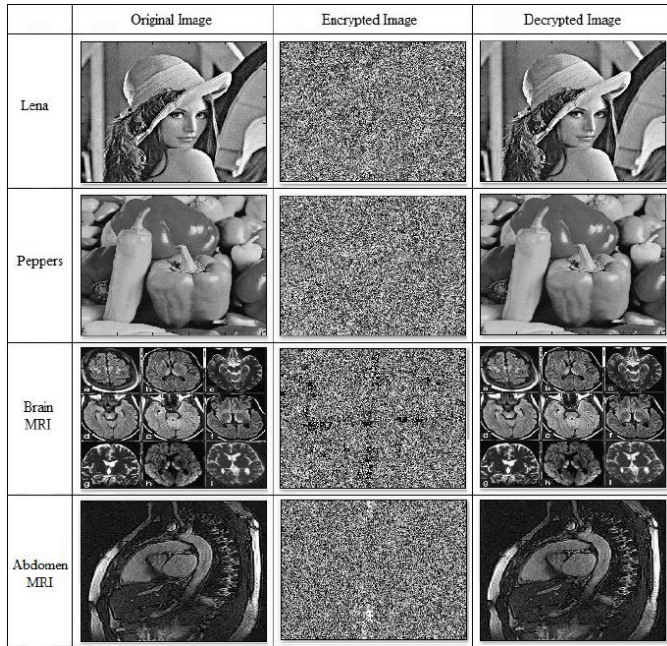 Original Image
Encrypted Image
Decrypted Image
Lena
Peppers
Brain
MRI
a b c
d e f
g h i
a b c
d e f
g h i
Abdomen
MRI